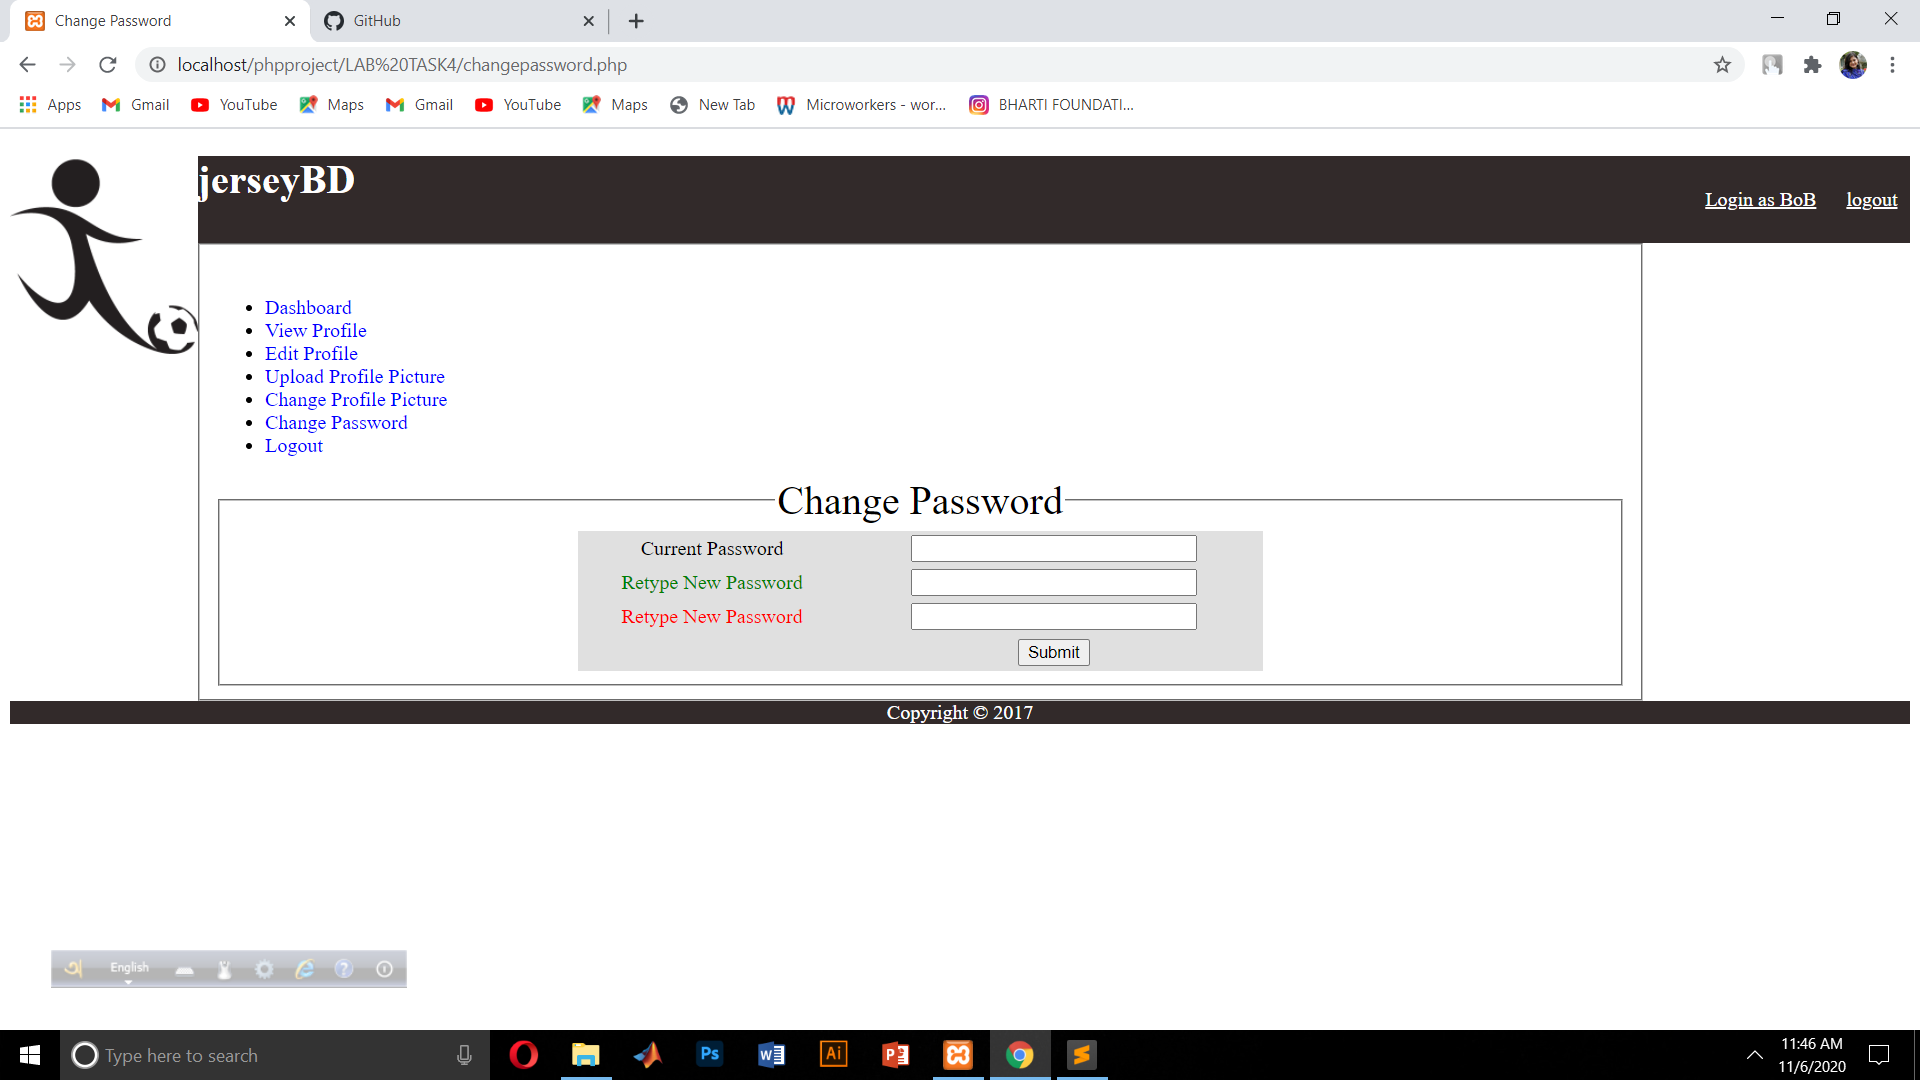 Change Password
GitHub
localhost/phpproject/LAB%20TASK4/changepassword.php
Apps Gmail YouTube Maps Gmail YouTube Maps New Tab Microworkers - wor... BHARTI FOUNDATI...
jerseyBD
Login as BoB logout
Dashboard
View Profile
Edit Profile
Upload Profile Picture
Change Profile Picture
Change Password
Logout
Change Password
Current Password
Retype New Password
Retype New Password
Submit
Copyright © 2017
অ English
Type here to search
Ps
W
Ai
P
11:46 AM
11/6/2020